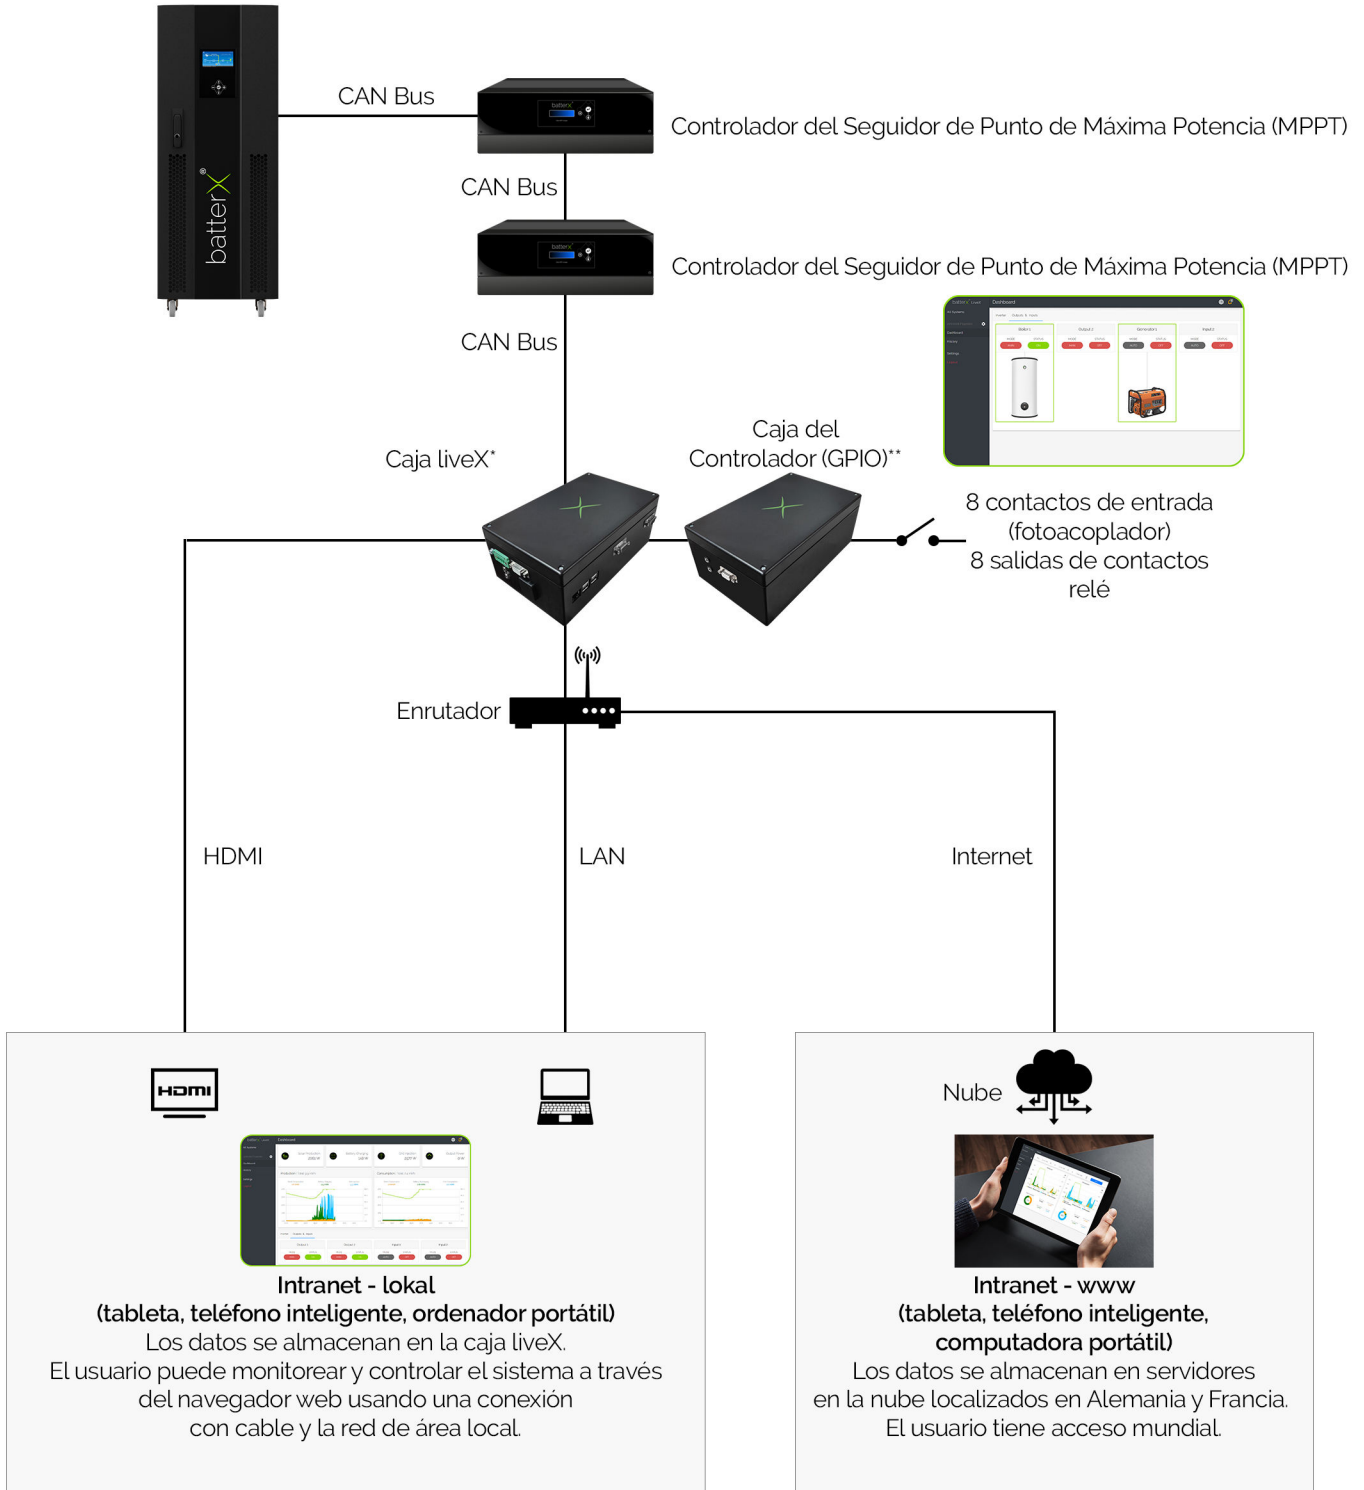 CAN Bus
batterX
batterX
Controlador del Seguidor de Punto de Máxima Potencia (MPPT)
CAN Bus
batterX
Controlador del Seguidor de Punto de Máxima Potencia (MPPT)
CAN Bus
Dashboard
Caja liveX*
Caja del
Controlador (GPIO)**
8 contactos de entrada
(fotoacoplador)
8 salidas de contactos
relé
Enrutador
HDMI
LAN
Internet
HDMI
Nube
Dashboard
Intranet - lokal
(tableta, teléfono inteligente, ordenador portátil)
Los datos se almacenan en la caja liveX.
El usuario puede monitorear y controlar el sistema a través
del navegador web usando una conexión
con cable y la red de área local.
Intranet - www
(tableta, teléfono inteligente,
computadora portátil)
Los datos se almacenan en servidores
en la nube localizados en Alemania y Francia.
El usuario tiene acceso mundial.